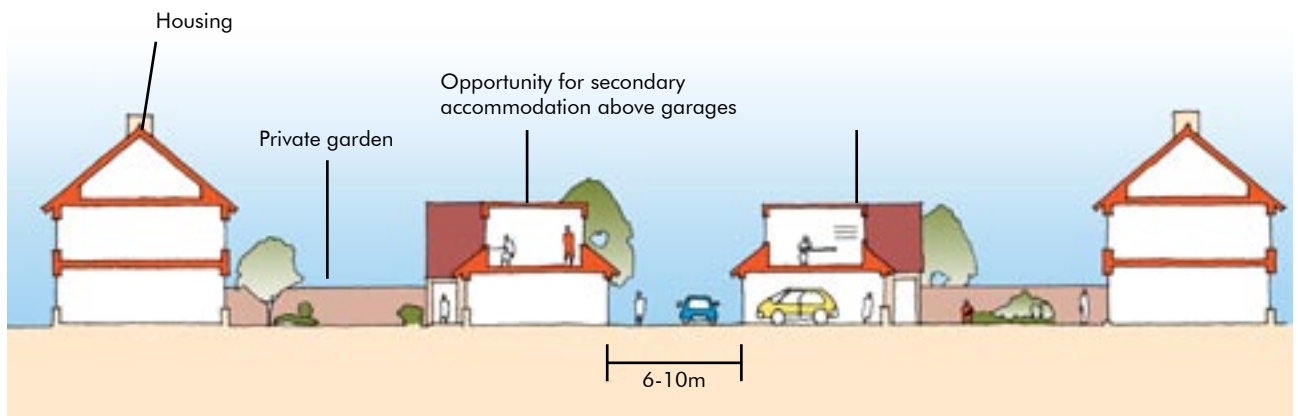 Housing
Opportunity for secondary
accommodation above garages
Private garden
6-10m